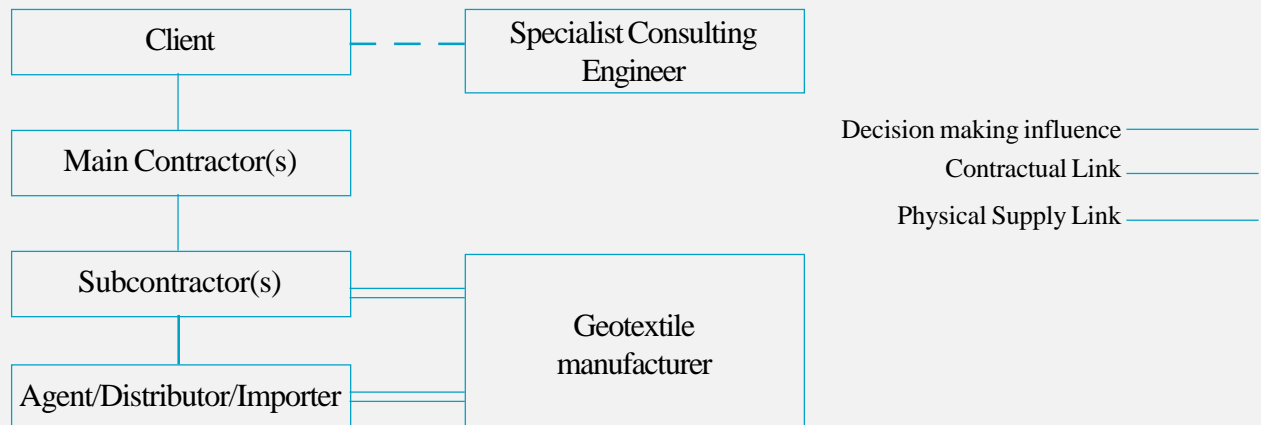 Client
Specialist Consulting
Engineer
Main Contractor(s)
Decision making influence
Contractual Link
Physical Supply Link
Subcontractor(s)
Geotextile
manufacturer
Agent/Distributor/Importer